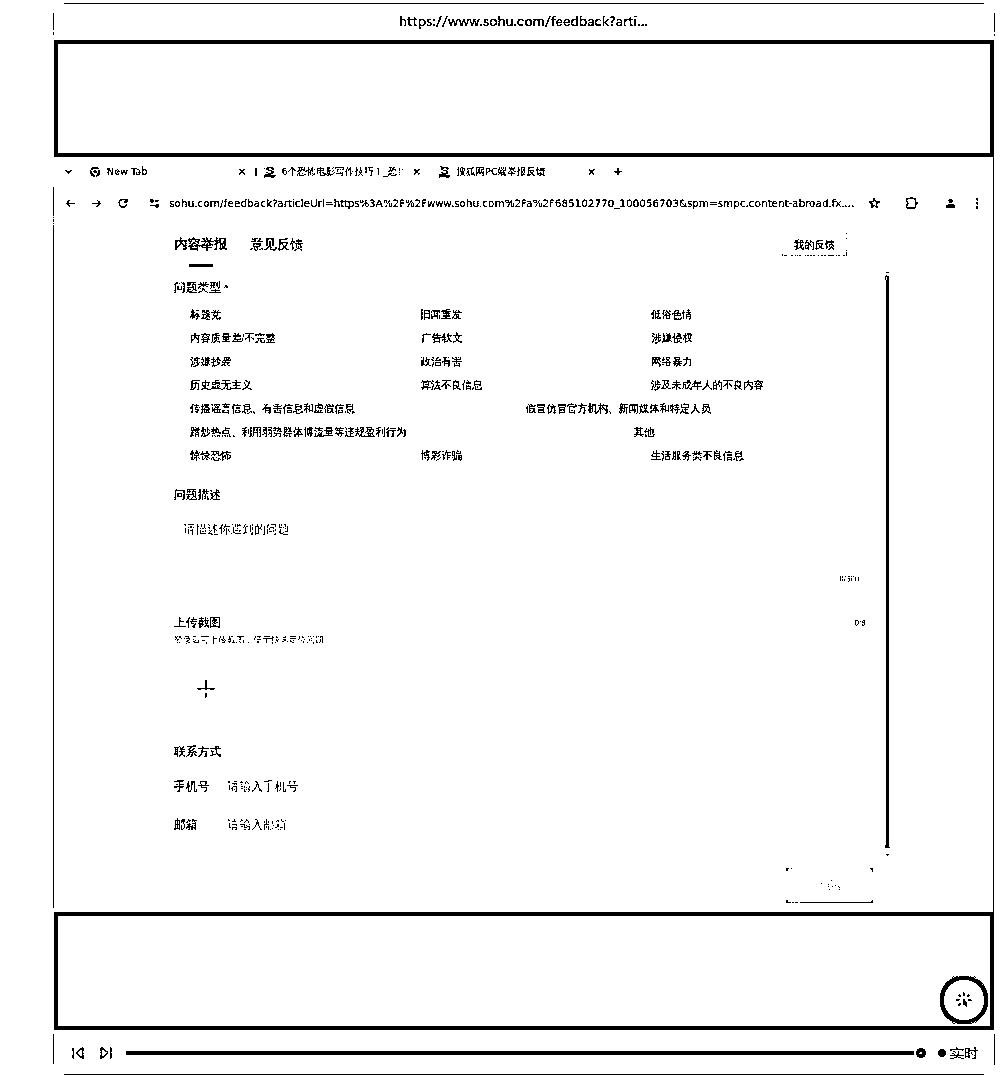 https://www.sohu.com/feedback?arti...
New Tab
6个恐怖电影写作技巧！_恐
搜狐网PC端举报反馈
sohu.com/feedback?articleUrl=https%3A%2F%2Fwww.sohu.com%2fa%2f685102770_100056703&spm=smpc.content-abroad.fx....
内容举报 意见反馈 我的反馈
问题类型*
标题党 旧闻重发 低俗色情
内容质量差/不完整 广告软文 涉嫌侵权
涉嫌抄袭 政治有害 网络暴力
历史虚无主义 算法不良信息 涉及未成年人的不良内容
传播谣言信息、有害信息和虚假信息 假冒仿冒官方机构、新闻媒体和特定人员
蹭炒热点、利用弱势群体博流量等违规盈利行为 其他
惊悚恐怖 博彩诈骗 生活服务类不良信息
问题描述
请描述你遇到的问题
上传截图
联系方式
手机号 请输入手机号
邮箱 请输入邮箱
实时